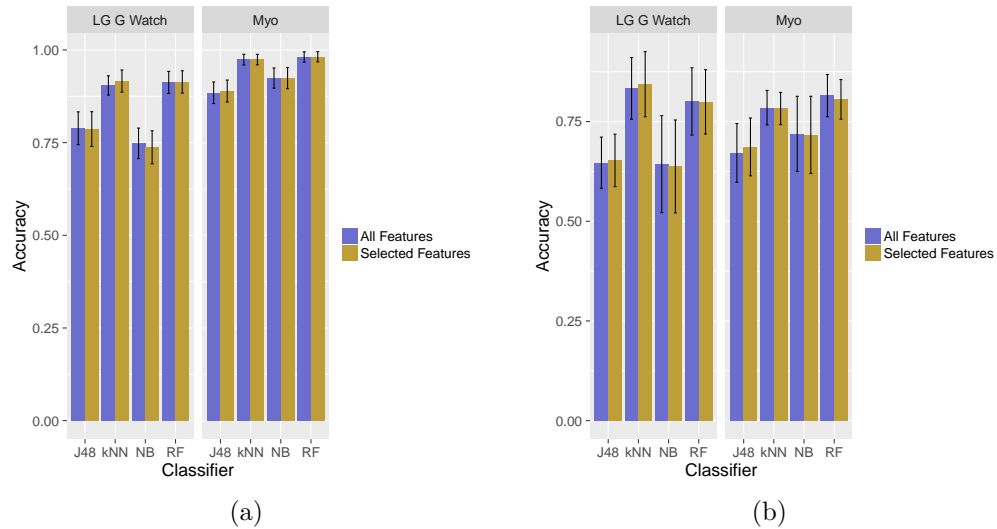 LG G Watch Myo
1.00
0.75
0.50
0.25
0.00
Accuracy
J48 kNN NB RF J48 kNN NB RF
Classifier
All Features
Selected Features
(a)
LG G Watch Myo
0.75
0.50
0.25
0.00
Accuracy
J48 kNN NB RF J48 kNN NB RF
Classifier
All Features
Selected Features
(b)